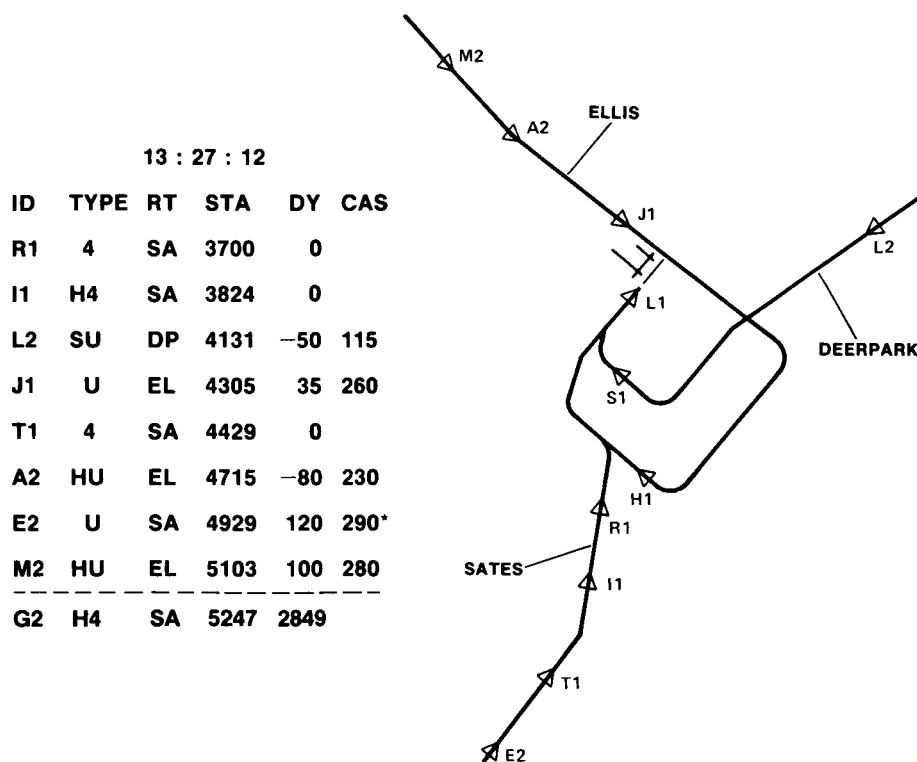 13 : 27 : 12
ID TYPE RT STA DY CAS
R1 4 SA 3700 0
I1 H4 SA 3824 0
L2 SU DP 4131 −50 115
J1 U EL 4305 35 260
T1 4 SA 4429 0
A2 HU EL 4715 −80 230
E2 U SA 4929 120 290*
M2 HU EL 5103 100 280
G2 H4 SA 5247 2849
M2
ELLIS
A2
J1
L2
L1
DEERPARK
S1
H1
R1
SATES
I1
T1
E2